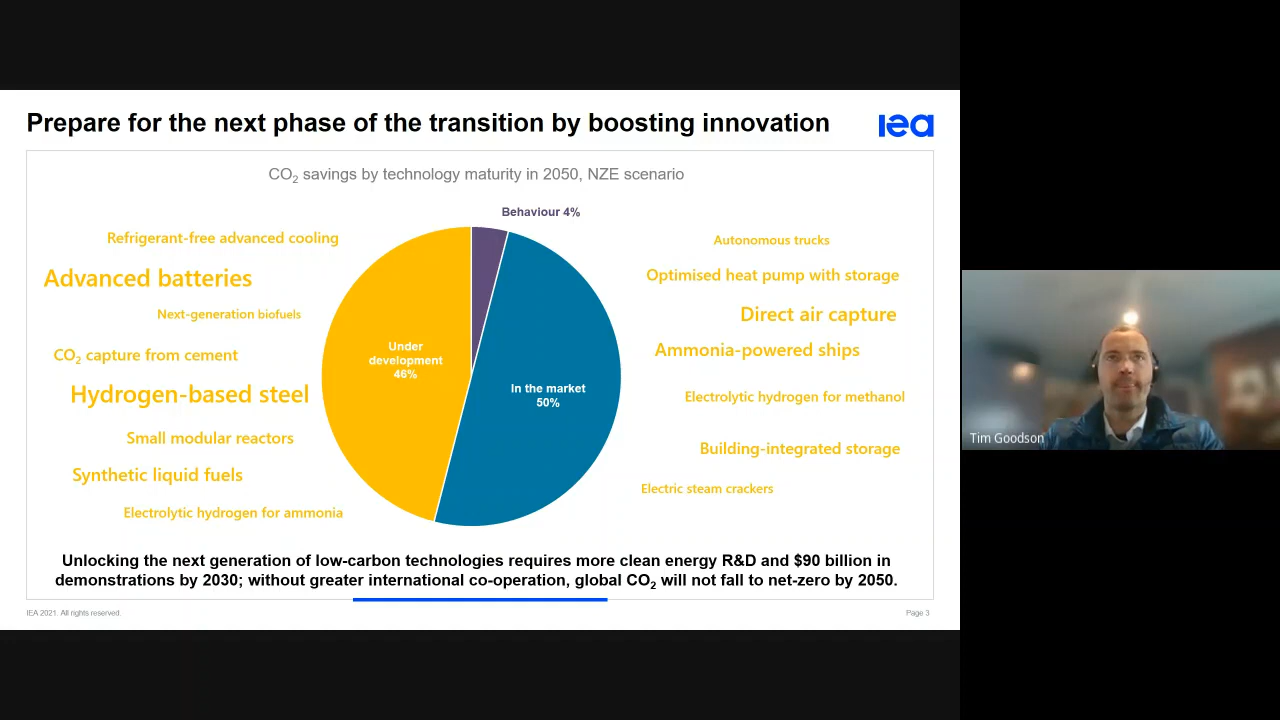 Prepare for the next phase of the transition by boosting innovation
iea
CO2 savings by technology maturity in 2050, NZE scenario
Behaviour 4%
Refrigerant-free advanced cooling
Advanced batteries
Next-generation biofuels
CO2 capture from cement
Hydrogen-based steel
Small modular reactors
Synthetic liquid fuels
Electrolytic hydrogen for ammonia
Under
development
46%
In the market
50%
Autonomous trucks
Optimised heat pump with storage
Direct air capture
Ammonia-powered ships
Electrolytic hydrogen for methanol
Building-integrated storage
Electric steam crackers
Unlocking the next generation of low-carbon technologies requires more clean energy R&D and $90 billion in
demonstrations by 2030; without greater international co-operation, global CO2 will not fall to net-zero by 2050.
IEA 2021. All rights reserved.
Page 3
Tim Goodson